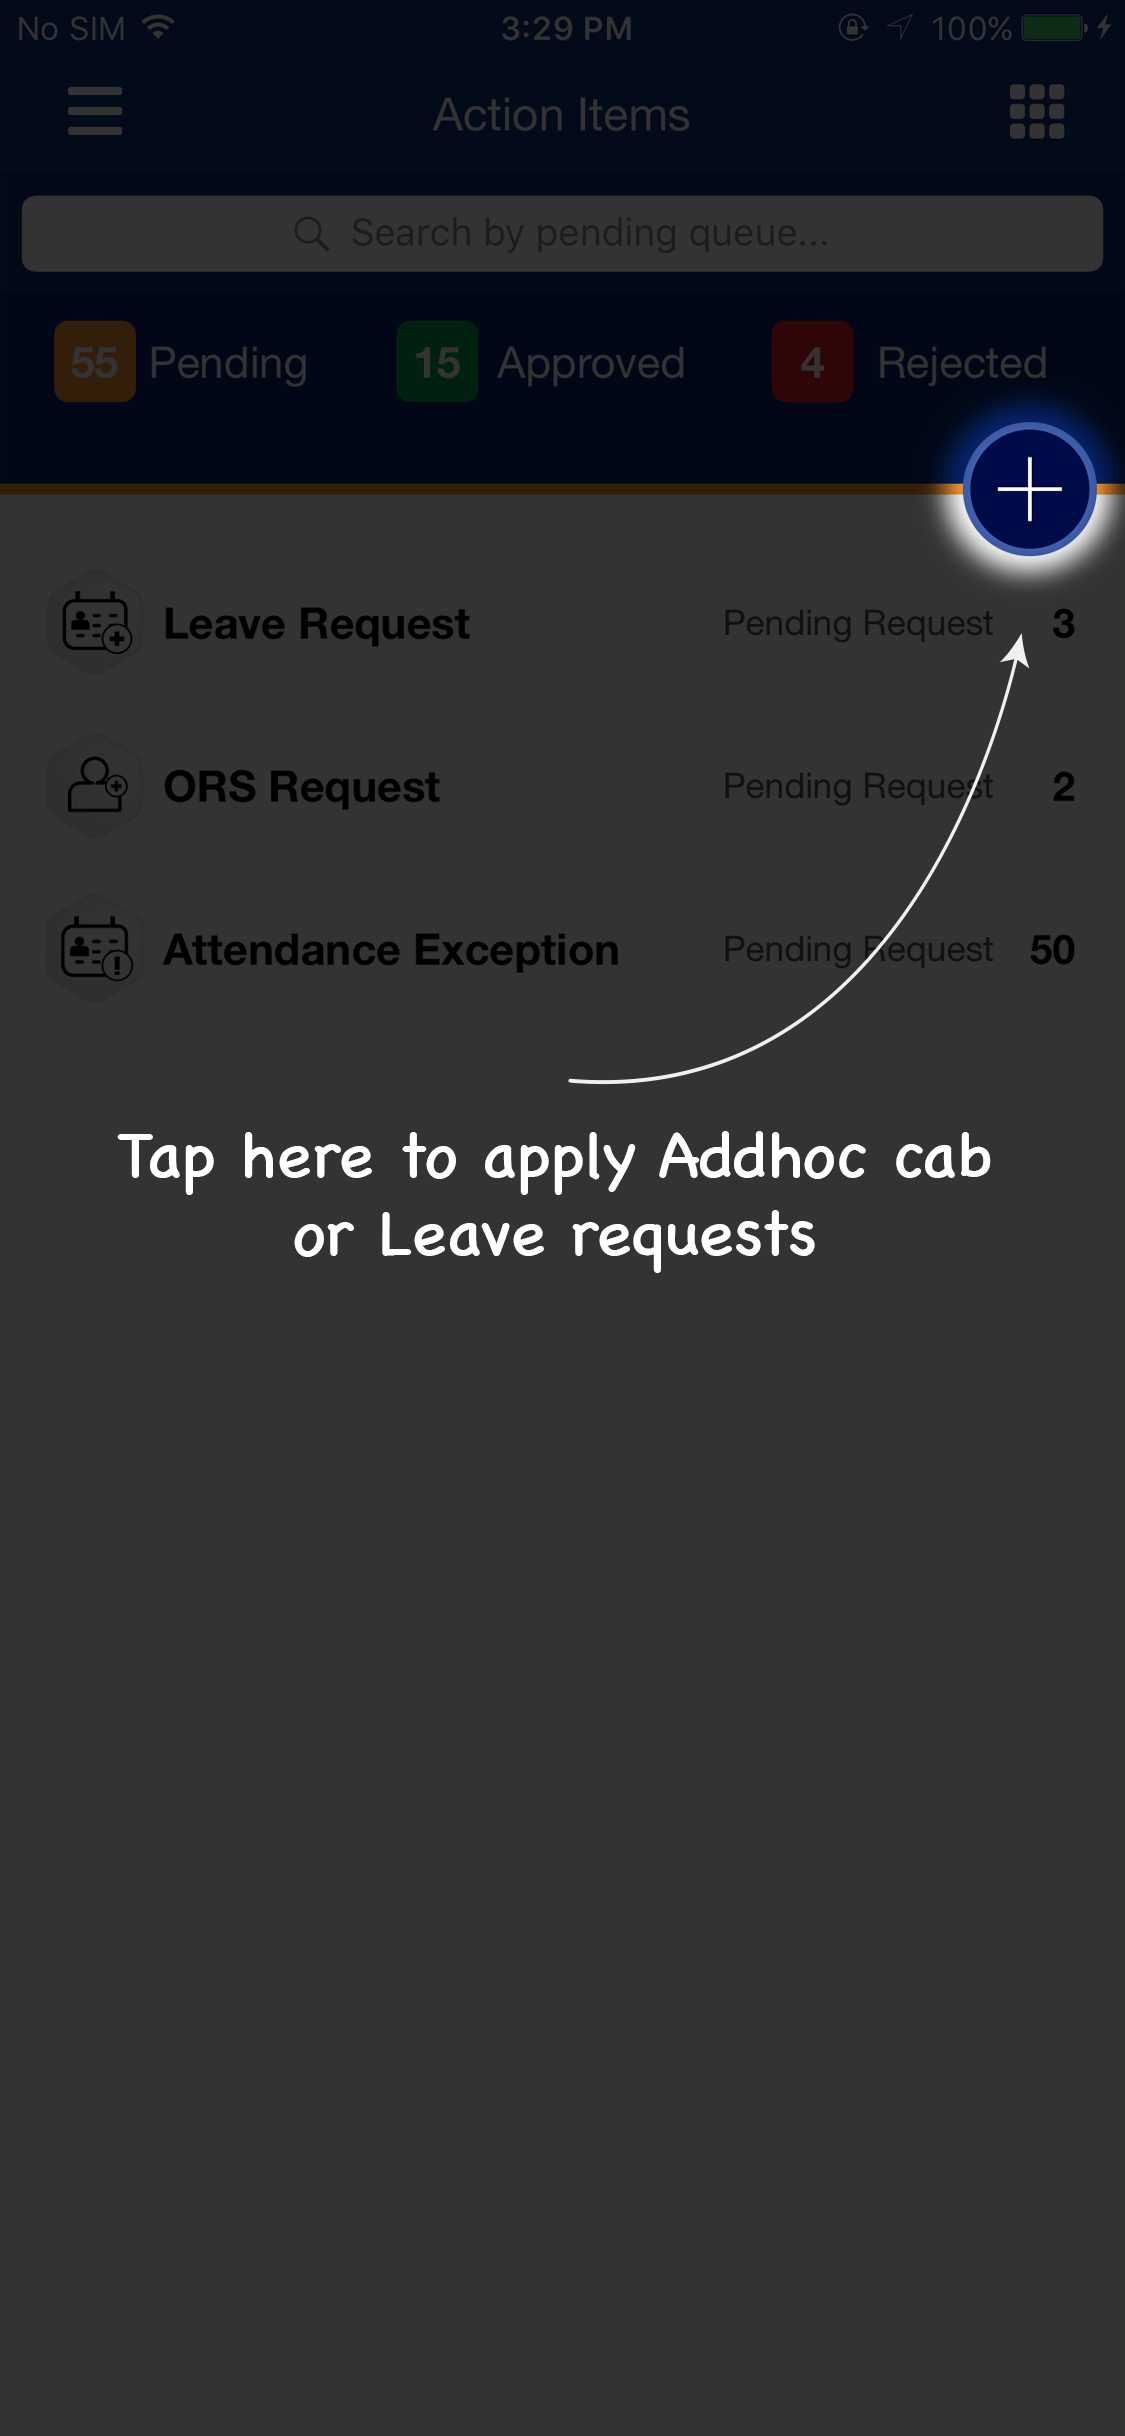 No SIM 3:29 PM 100%
Action Items
Search by pending queue...
55 Pending 15 Approved 4 Rejected
Leave Request Pending Request 3
ORS Request Pending Request 2
Attendance Exception Pending Request 50
Tap here to apply Addhoc cab
or Leave requests